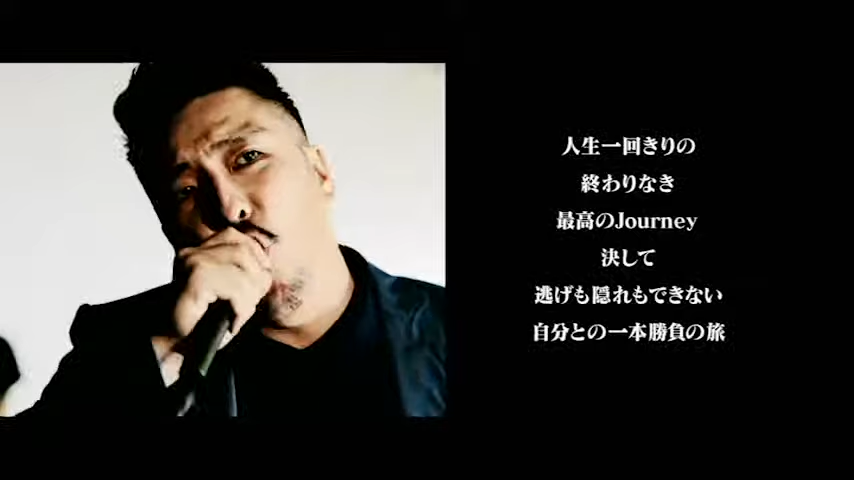 人生一回きりの
終わりなき
最高のJourney
決して
逃げも隠れもできない
自分との一本勝負の旅